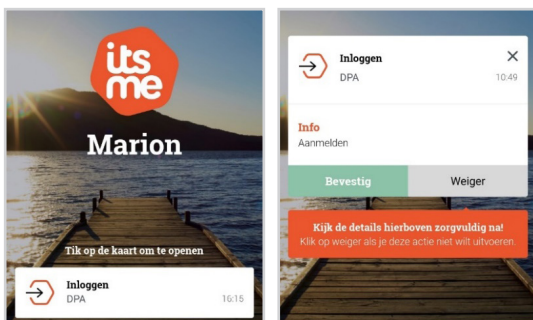 itsme
Marion
Tik op de kaart om te openen
Inloggen
DPA 16:15
Inloggen
DPA 10:49
Info
Aanmelden
Bevestig Weiger
Kijk de details hierboven zorgvuldig na!
Klik op weiger als je deze actie niet wilt uitvoeren.